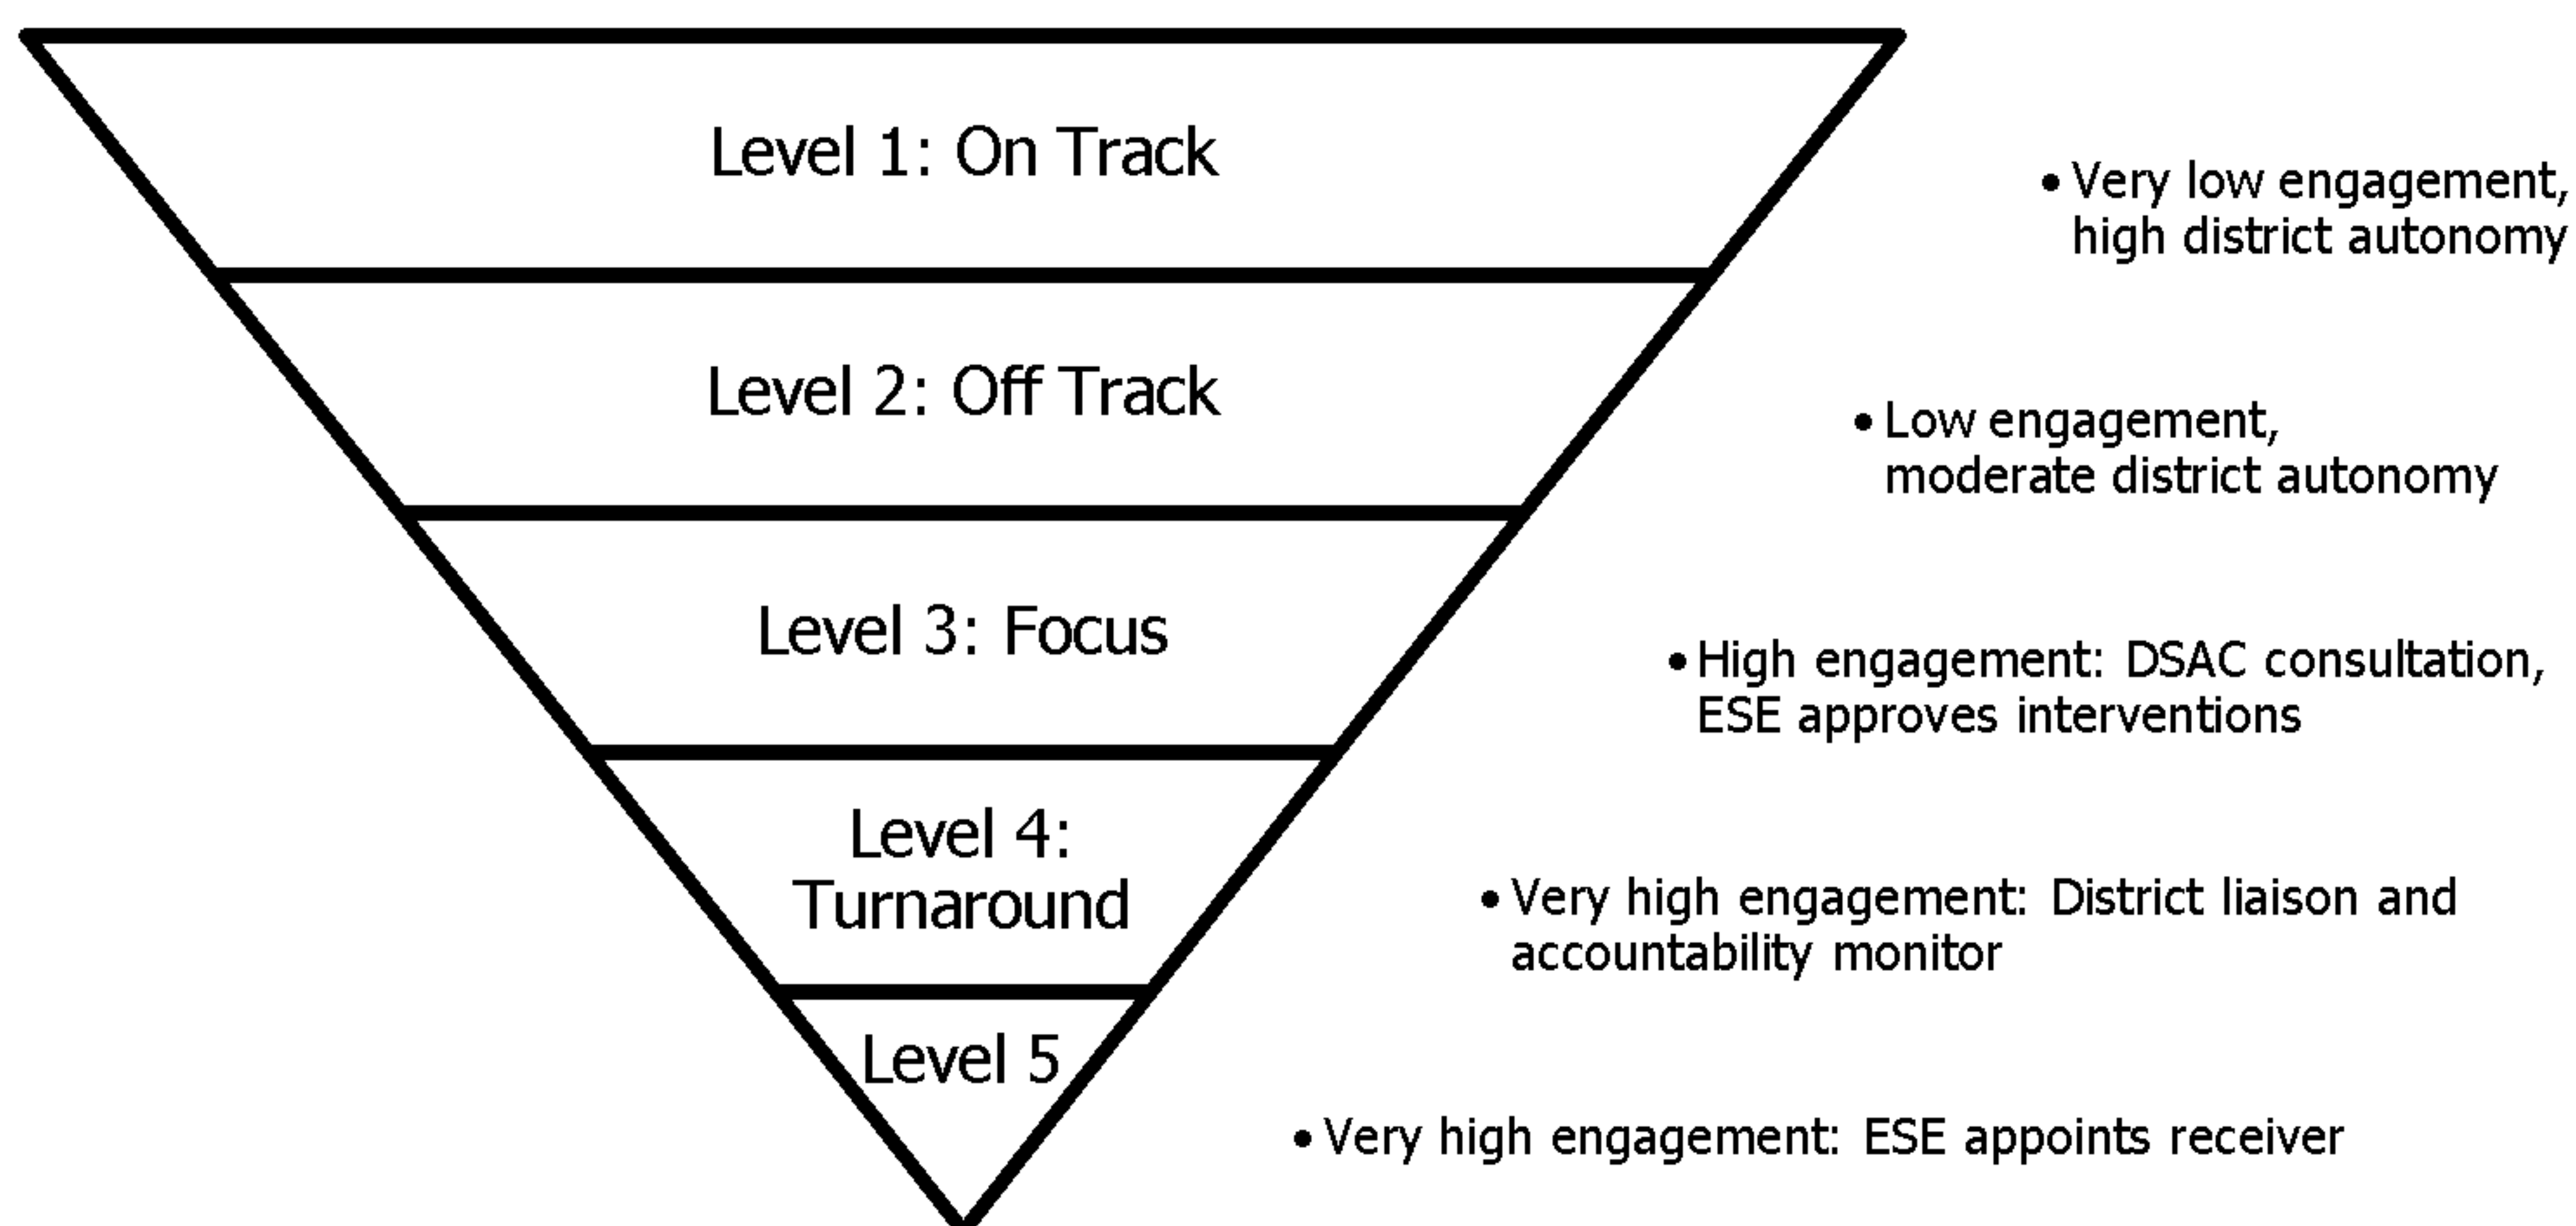 Level 1: On Track
• Very low engagement,
high district autonomy
Level 2: Off Track
• Low engagement,
moderate district autonomy
Level 3: Focus
• High engagement: DSAC consultation,
ESE approves interventions
Level 4:
Turnaround
• Very high engagement: District liaison and
accountability monitor
Level 5
• Very high engagement: ESE appoints receiver